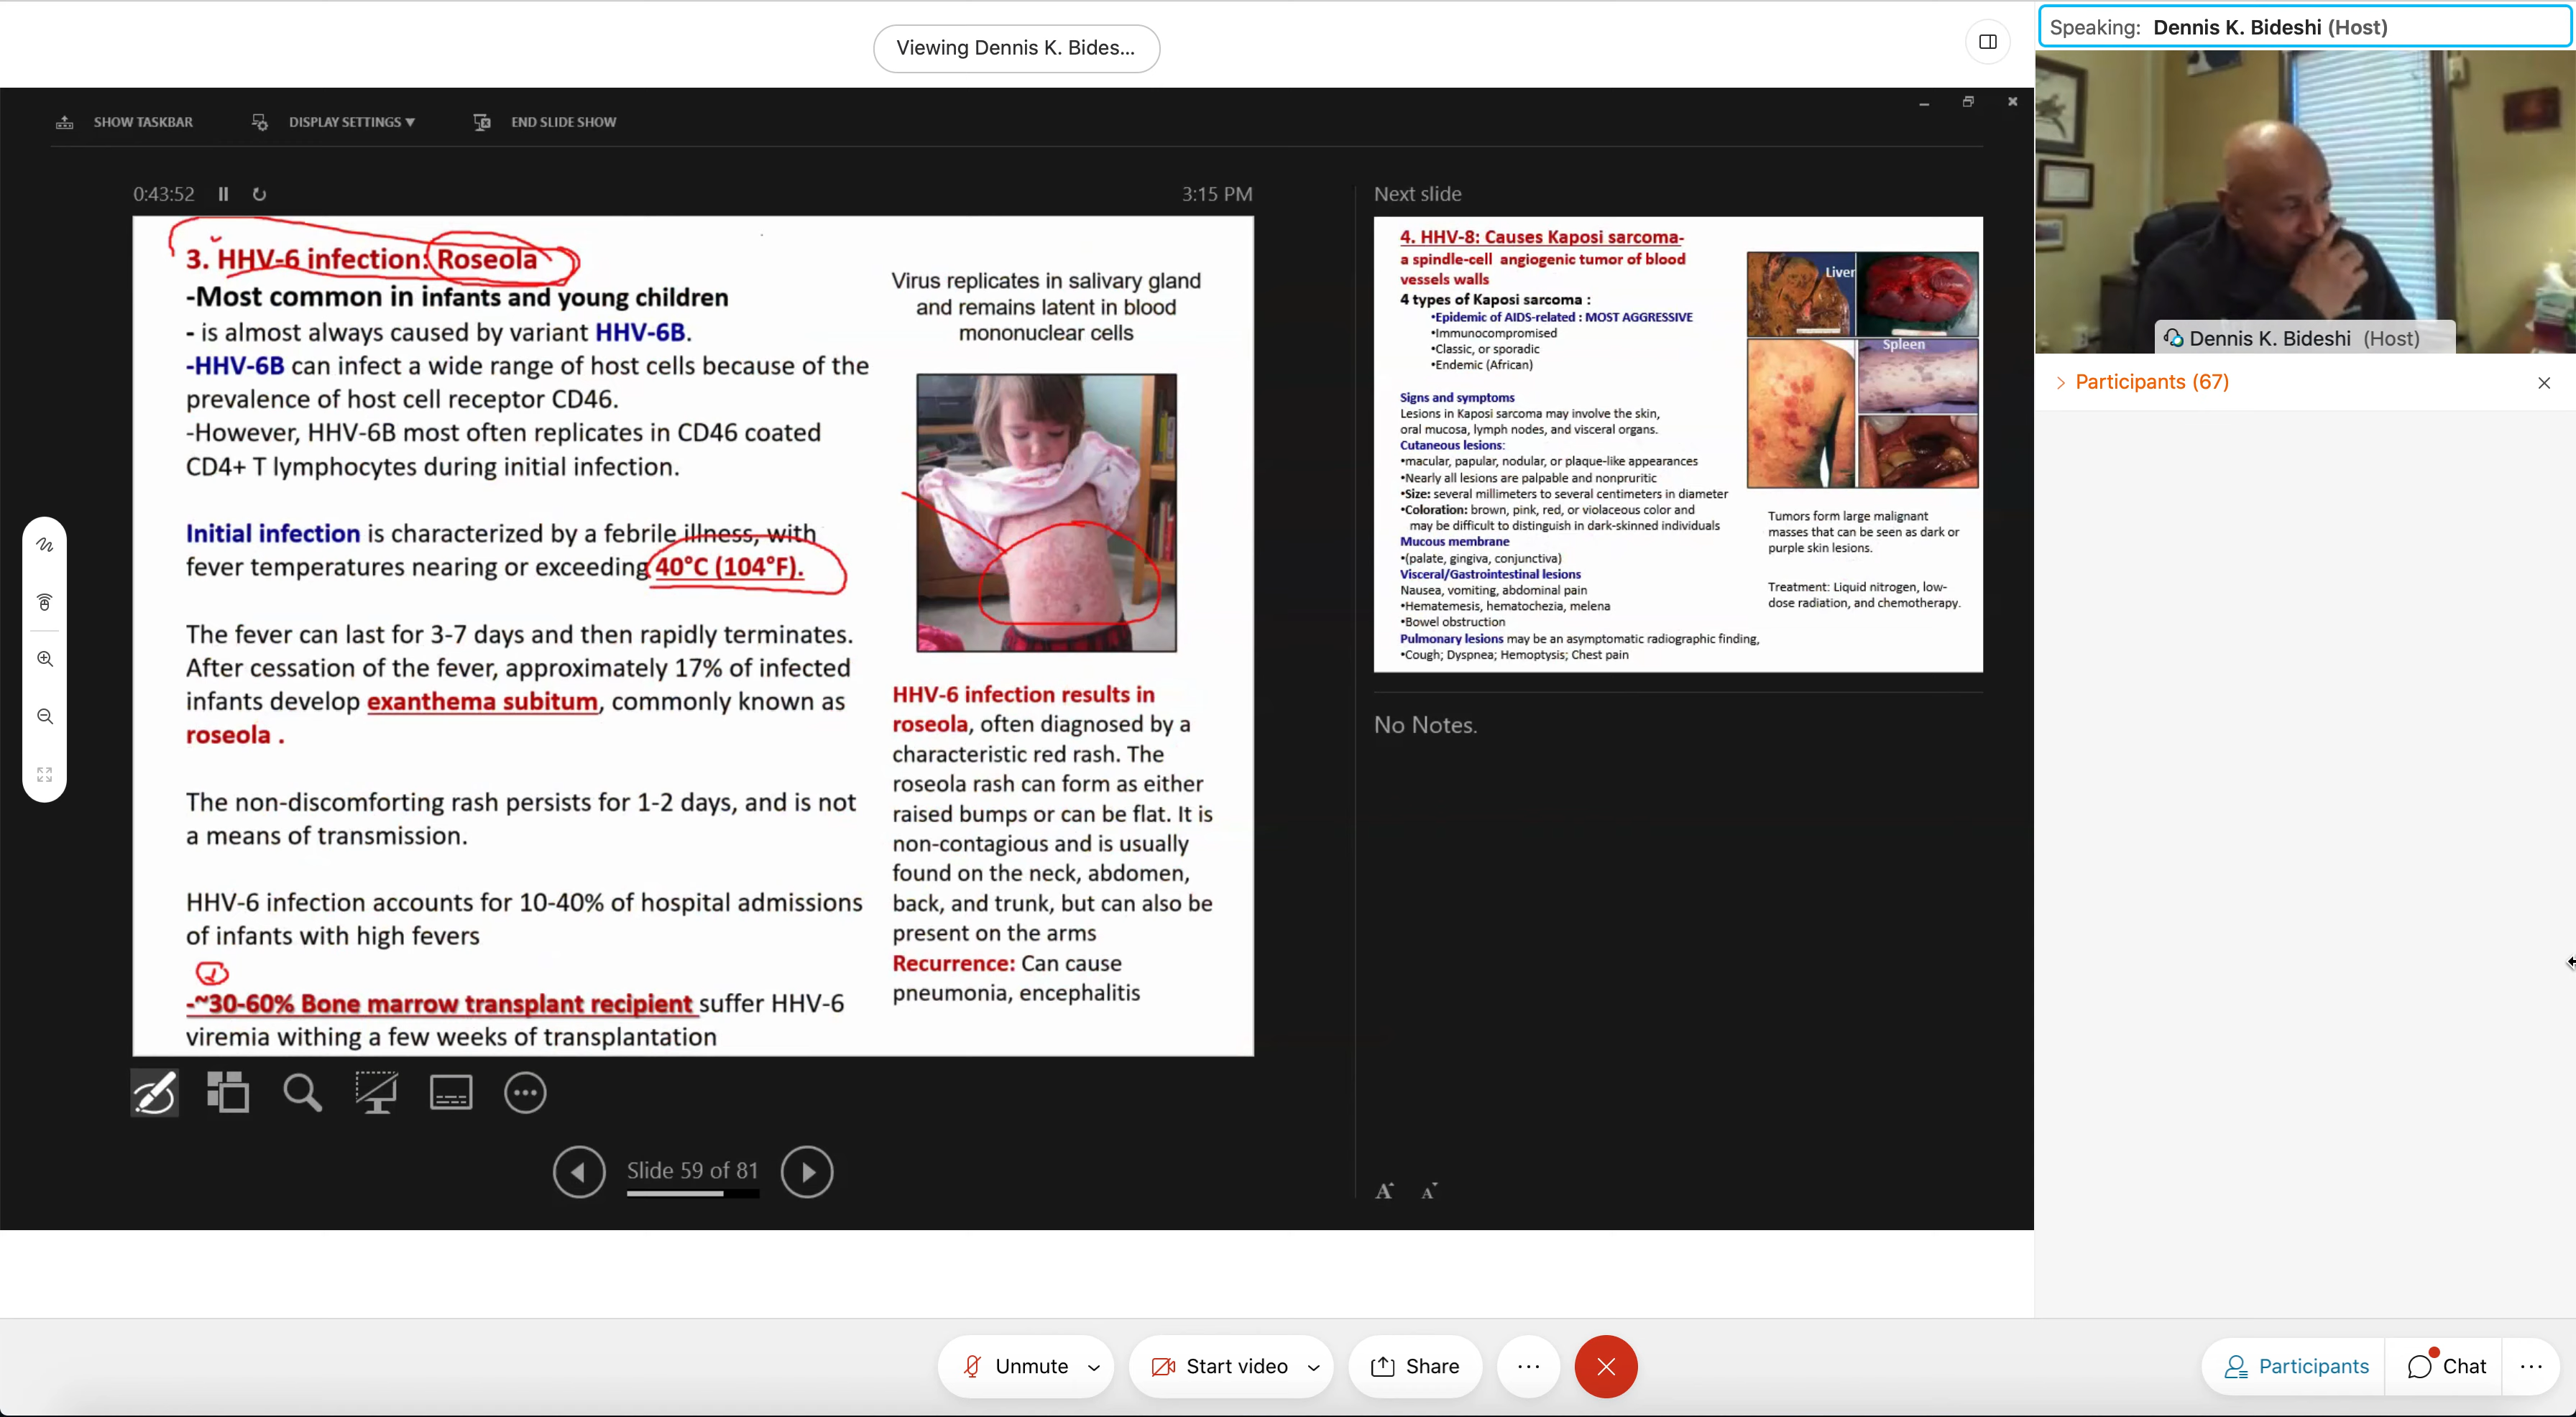 Viewing Dennis K. Bides...
Speaking: Dennis K. Bideshi (Host)
SHOW TASKBAR
DISPLAY SETTINGS ▼
END SLIDE SHOW
0:43:52
3:15 PM
3. HHV-6 infection: Roseola
-Most common in infants and young children
- is almost always caused by variant HHV-6B.
-HHV-6B can infect a wide range of host cells because of the
prevalence of host cell receptor CD46.
-However, HHV-6B most often replicates in CD46 coated
CD4+ T lymphocytes during initial infection.
Initial infection is characterized by a febrile illness, with
fever temperatures nearing or exceeding 40°C (104°F).
The fever can last for 3-7 days and then rapidly terminates.
After cessation of the fever, approximately 17% of infected
infants develop exanthema subitum, commonly known as
roseola .
The non-discomforting rash persists for 1-2 days, and is not
a means of transmission.
HHV-6 infection accounts for 10-40% of hospital admissions
of infants with high fevers
-~30-60% Bone marrow transplant recipient suffer HHV-6
viremia withing a few weeks of transplantation
Virus replicates in salivary gland
and remains latent in blood
mononuclear cells
HHV-6 infection results in
roseola, often diagnosed by a
characteristic red rash. The
roseola rash can form as either
raised bumps or can be flat. It is
non-contagious and is usually
found on the neck, abdomen,
back, and trunk, but can also be
present on the arms
Recurrence: Can cause
pneumonia, encephalitis
Slide 59 of 81
Next slide
4. HHV-8: Causes Kaposi sarcoma-
a spindle-cell angiogenic tumor of blood
vessels walls
4 types of Kaposi sarcoma :
•Epidemic of AIDS-related : MOST AGGRESSIVE
•Immunocompromised
•Classic, or sporadic
•Endemic (African)
Signs and symptoms
Lesions in Kaposi sarcoma may involve the skin,
oral mucosa, lymph nodes, and visceral organs.
Cutaneous lesions:
•macular, papular, nodular, or plaque-like appearances
•Nearly all lesions are palpable and nonpruritic
•Size: several millimeters to several centimeters in diameter
•Coloration: brown, pink, red, or violaceous color and
may be difficult to distinguish in dark-skinned individuals
Mucous membrane
•(palate, gingiva, conjunctiva)
Visceral/Gastrointestinal lesions
Nausea, vomiting, abdominal pain
•Hematemesis, hematochezia, melena
•Bowel obstruction
Pulmonary lesions may be an asymptomatic radiographic finding,
•Cough; Dyspnea; Hemoptysis; Chest pain
Liver
Spleen
Tumors form large malignant
masses that can be seen as dark or
purple skin lesions.
Treatment: Liquid nitrogen, low-
dose radiation, and chemotherapy.
No Notes.
A A
Dennis K. Bideshi (Host)
Participants (67)
Unmute
Start video
Share
Participants
Chat